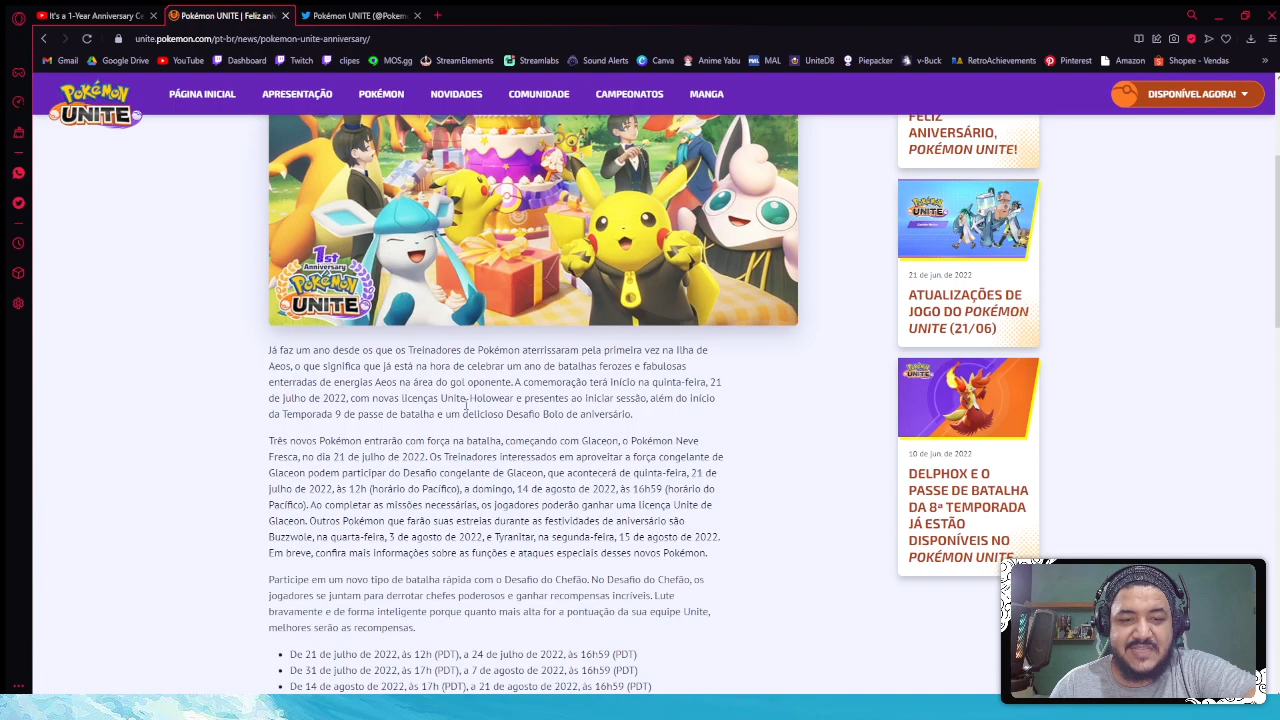 It's a 1-Year Anniversary Ce
Pokémon UNITE | Feliz ani
Pokémon UNITE (@Pokem
unite.pokemon.com/pt-br/news/pokemon-unite-anniversary/
Gmail Google Drive YouTube Dashboard Twitch clipes MOS.gg StreamElements Streamlabs Sound Alerts Canva Anime Yabu MAL UniteDB Piepacker v-Buck RetroAchievements Pinterest Amazon Shopee - Vendas »
POKÉMON UNITE
PÁGINA INICIAL APRESENTAÇÃO POKÉMON NOVIDADES COMUNIDADE CAMPEONATOS MANGA
DISPONÍVEL AGORA!
1st Anniversary
Pokémon UNITE
Já faz um ano desde os que os Treinadores de Pokémon aterrissaram pela primeira vez na Ilha de
Aeos, o que significa que já está na hora de celebrar um ano de batalhas ferozes e fabulosas
enterradas de energias Aeos na área do gol oponente. A comemoração terá início na quinta-feira, 21
de julho de 2022, com novas licenças Unite, Holowear e presentes ao iniciar sessão, além do início
da Temporada 9 de passe de batalha e um delicioso Desafio Bolo de aniversário.
Três novos Pokémon entrarão com força na batalha, começando com Glaceon, o Pokémon Neve
Fresca, no dia 21 de julho de 2022. Os Treinadores interessados em aproveitar a força congelante de
Glaceon podem participar do Desafio congelante de Glaceon, que acontecerá de quinta-feira, 21 de
julho de 2022, às 12h (horário do Pacífico), a domingo, 14 de agosto de 2022, às 16h59 (horário do
Pacífico). Ao completar as missões necessárias, os jogadores poderão ganhar uma licença Unite de
Glaceon. Outros Pokémon que farão suas estreias durante as festividades de aniversário são
Buzzwole, na quarta-feira, 3 de agosto de 2022, e Tyranitar, na segunda-feira, 15 de agosto de 2022.
Em breve, confira mais informações sobre as funções e ataques especiais desses novos Pokémon.
Participe em um novo tipo de batalha rápida com o Desafio do Chefão. No Desafio do Chefão, os
jogadores se juntam para derrotar chefes poderosos e ganhar recompensas incríveis. Lute
bravamente e de forma inteligente porque quanto mais alta for a pontuação da sua equipe Unite,
melhores serão as recompensas.
• De 21 de julho de 2022, às 12h (PDT), a 24 de julho, às 16h59 (PDT)
• De 31 de julho de 2022, às 17h (PDT), a 7 de agosto de 2022, às 16h59 (PDT)
• De 14 de agosto de 2022, às 17h (PDT), a 21 de agosto de 2022, às 16h59 (PDT)
FELIZ
ANIVERSÁRIO,
POKÉMON UNITE!
POKÉMON UNITE
21 de jun. de 2022
ATUALIZAÇÕES DE
JOGO DO POKÉMON
UNITE (21/06)
POKÉMON UNITE
10 de jun. de 2022
DELPHOX E O
PASSE DE BATALHA
DA 8ª TEMPORADA
JÁ ESTÃO
DISPONÍVEIS NO
POKÉMON UNITE